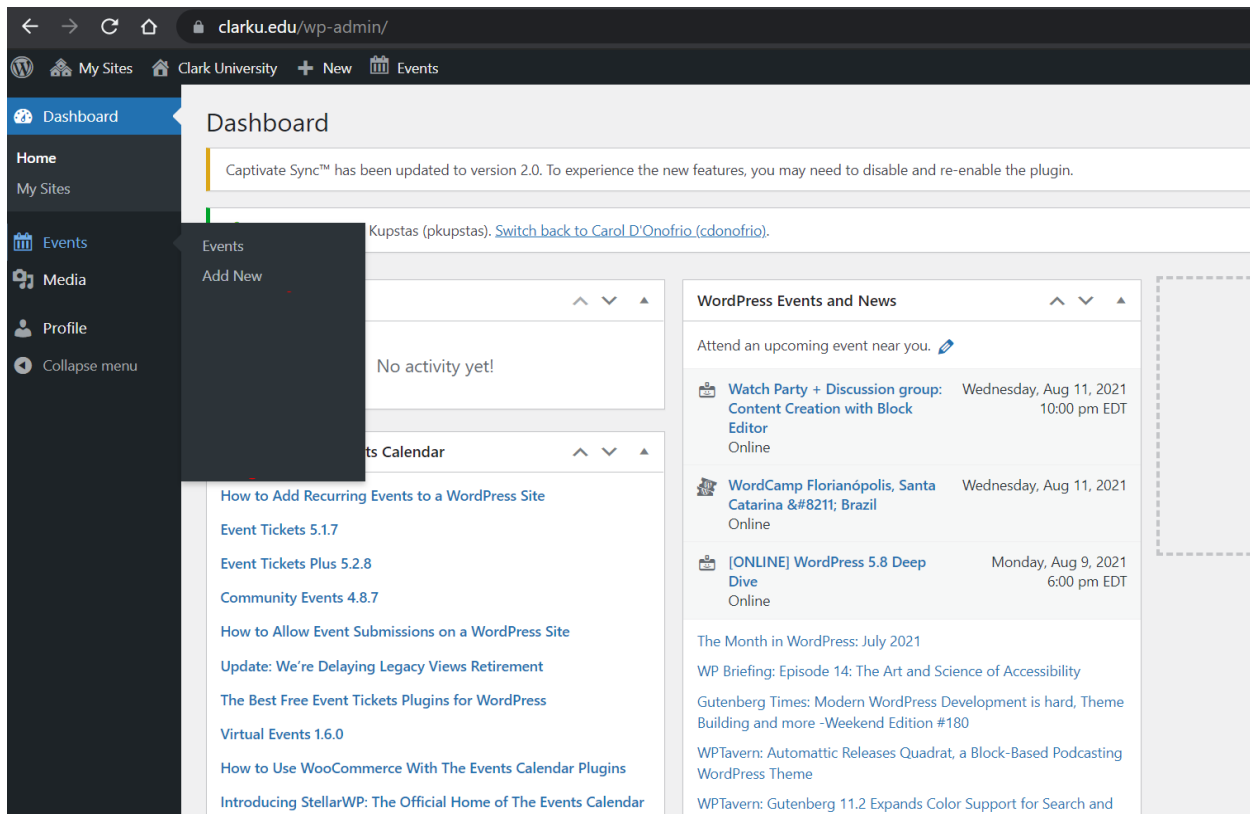 clarku.edu/wp-admin/
My Sites
Clark University
New
Events
Dashboard
Home
My Sites
Events
Media
Profile
Collapse menu
Events
Add New
Dashboard
Captivate Sync™ has been updated to version 2.0. To experience the new features, you may need to disable and re-enable the plugin.
Kupstas (pkupstas). Switch back to Carol D'Onofrio (cdonofrio).
No activity yet!
ts Calendar
How to Add Recurring Events to a WordPress Site
Event Tickets 5.1.7
Event Tickets Plus 5.2.8
Community Events 4.8.7
How to Allow Event Submissions on a WordPress Site
Update: We’re Delaying Legacy Views Retirement
The Best Free Event Tickets Plugins for WordPress
Virtual Events 1.6.0
How to Use WooCommerce With The Events Calendar Plugins
Introducing StellarWP: The Official Home of The Events Calendar
WordPress Events and News
Attend an upcoming event near you.
Watch Party + Discussion group: Wednesday, Aug 11, 2021
Content Creation with Block 10:00 pm EDT
Editor
Online
WordCamp Florianópolis, Santa Wednesday, Aug 11, 2021
Catarina &#8211; Brazil
Online
[ONLINE] WordPress 5.8 Deep Monday, Aug 9, 2021
Dive 6:00 pm EDT
Online
The Month in WordPress: July 2021
WP Briefing: Episode 14: The Art and Science of Accessibility
Gutenberg Times: Modern WordPress Development is hard, Theme
Building and more -Weekend Edition #180
WPTavern: Automattic Releases Quadrat, a Block-Based Podcasting
WordPress Theme
WPTavern: Gutenberg 11.2 Expands Color Support for Search and